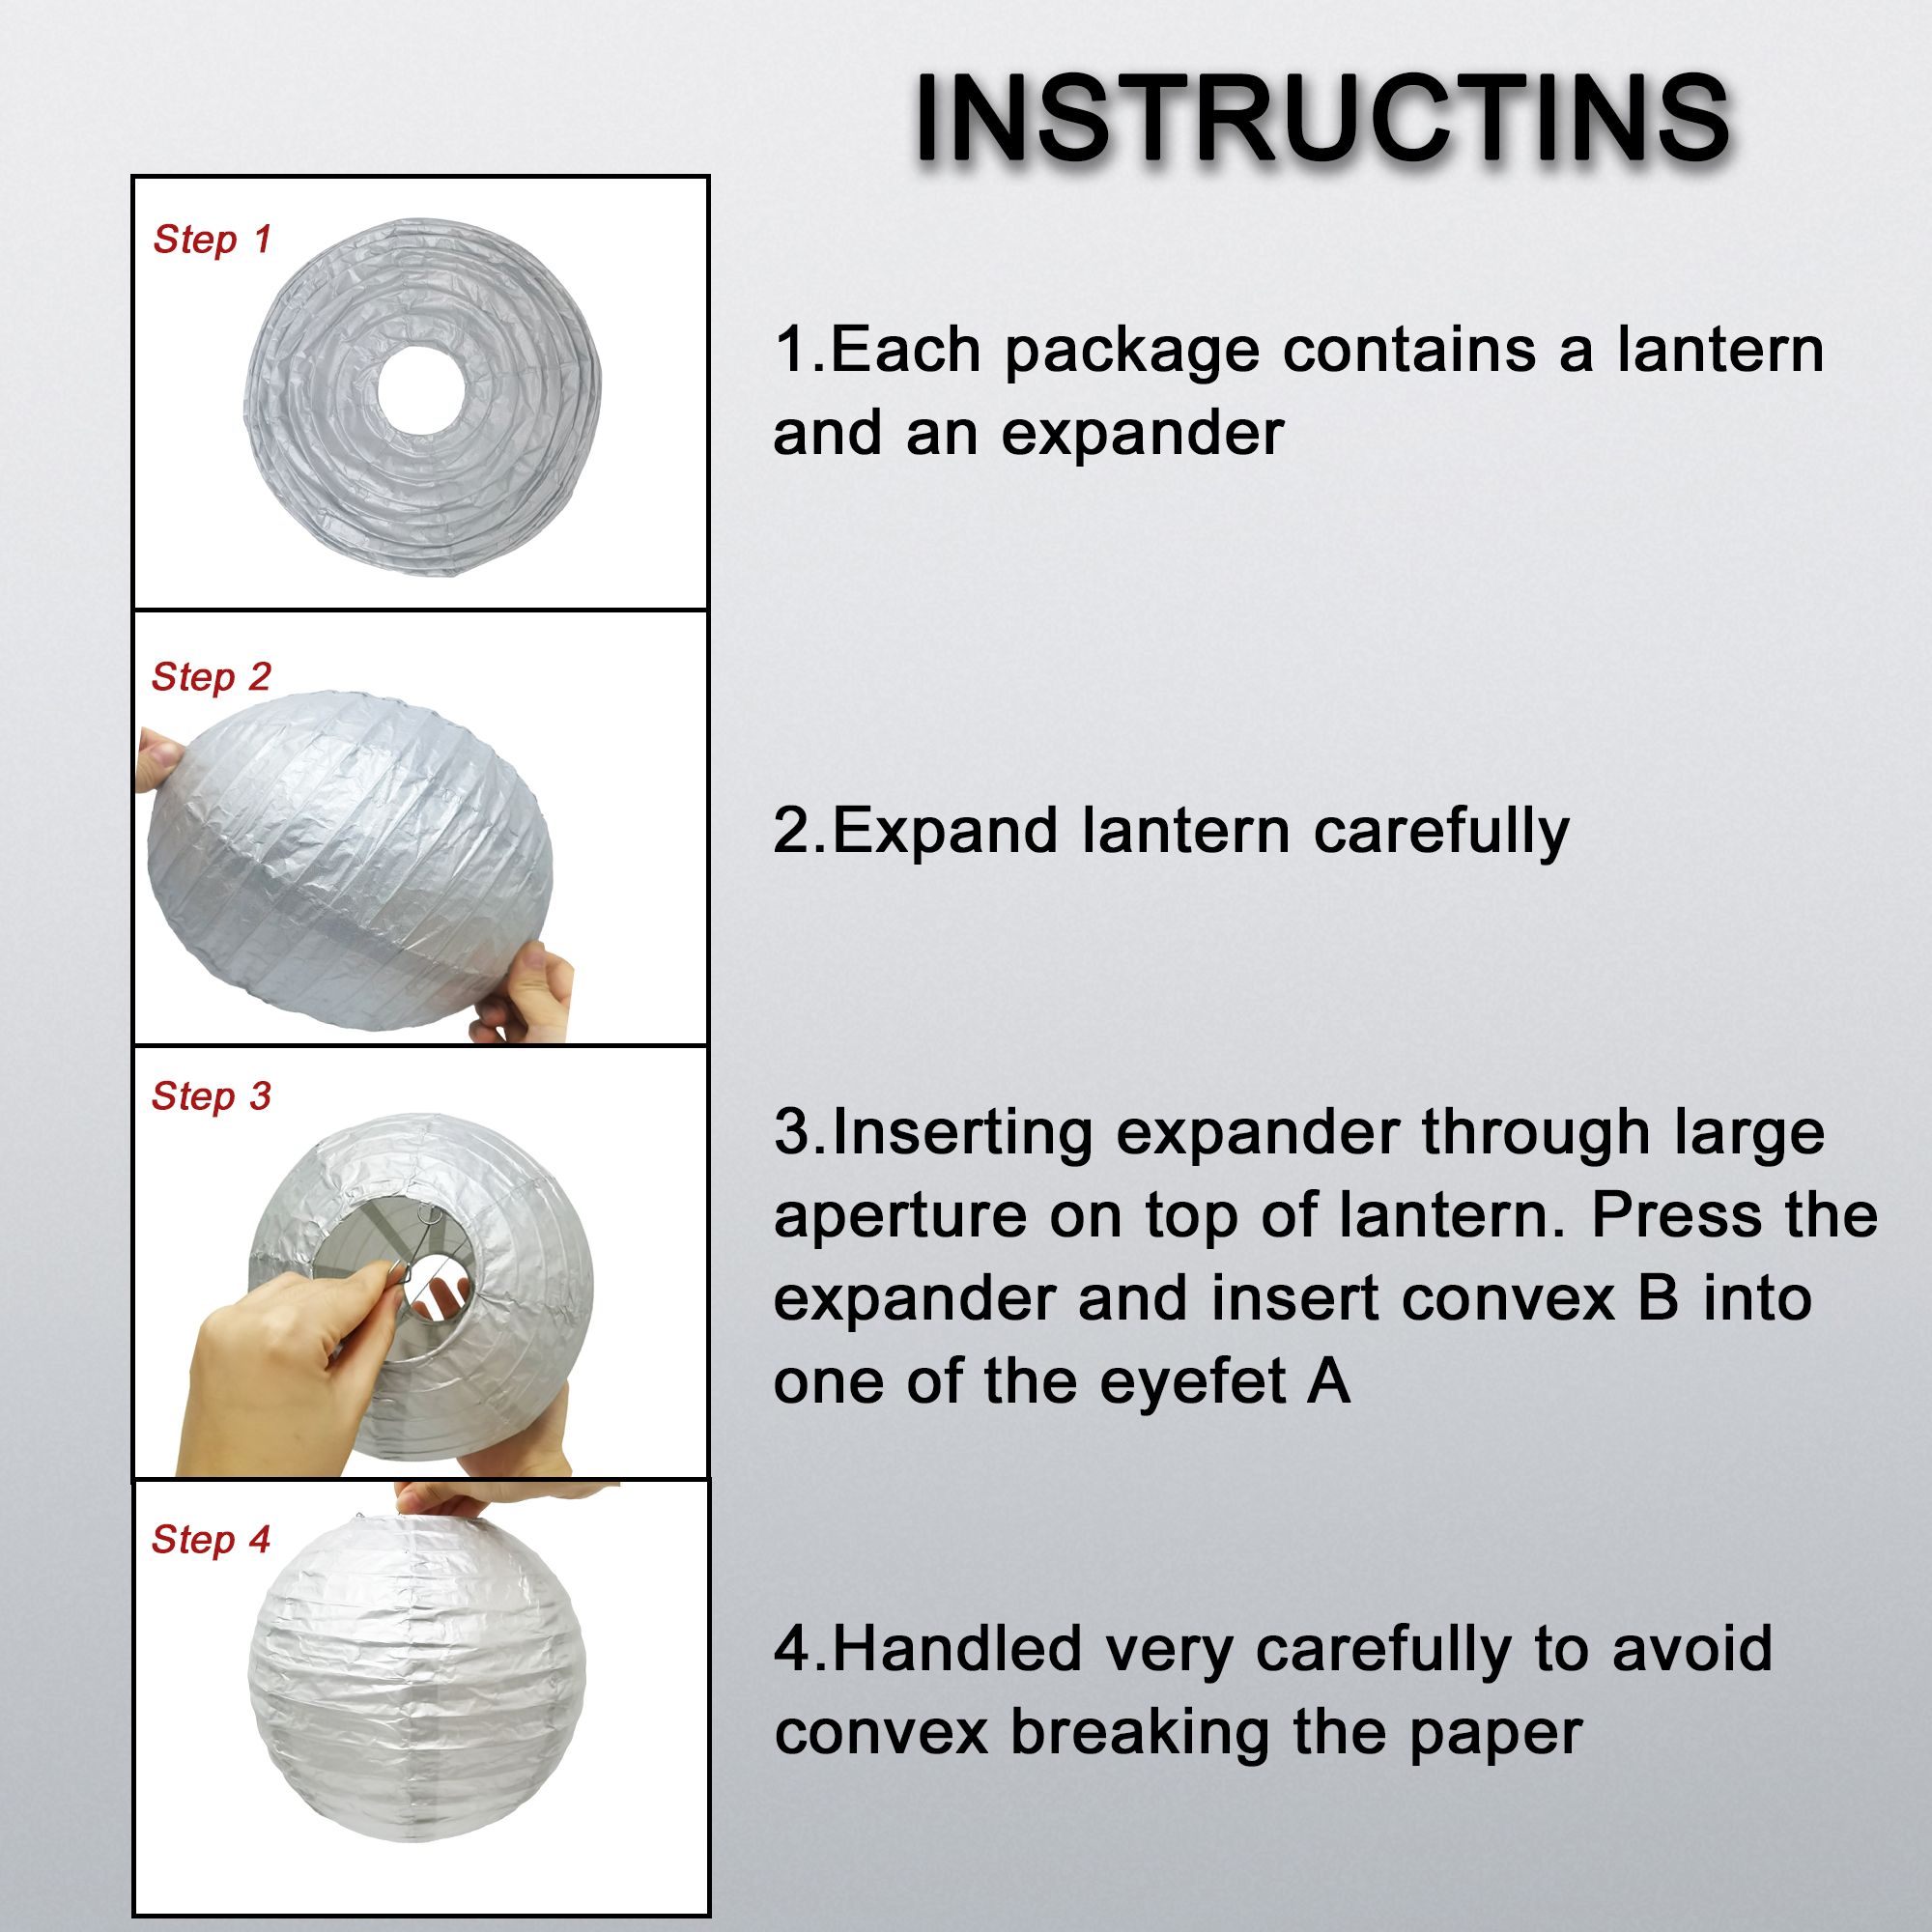 INSTRUCTINS
Step 1
1.Each package contains a lantern
and an expander
Step 2
2.Expand lantern carefully
Step 3
3.Inserting expander through large
aperture on top of lantern. Press the
expander and insert convex B into
one of the eyefet A
Step 4
4.Handled very carefully to avoid
convex breaking the paper